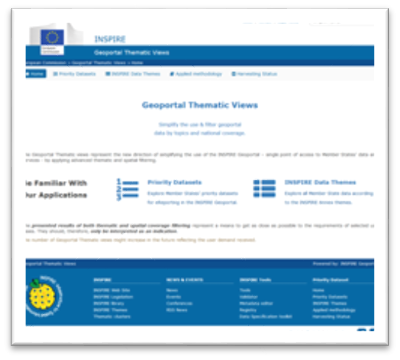 INSPIRE
Geoportal Thematic Views
European Commission > Geoportal Thematic Views > Home
Home
Priority Datasets
INSPIRE Data Themes
Applied methodology
Harvesting Status
Geoportal Thematic Views
Simplify the use & filter geoportal
data by topics and national coverage.
Geoportal Thematic views represent the new direction of simplifying the use of the INSPIRE Geoportal - single point of access to Member States' data
- by applying advanced thematic and spatial filtering.
Familiar With
Our Applications
Priority Datasets
Explore Member States' priority datasets
for eReporting in the INSPIRE Geoportal.
INSPIRE Data Themes
Explore all Member State data according
to the INSPIRE Annex themes.
presented results of both thematic and spatial coverage filtering represent a means to get as close as possible to the requirements of selected
They should, therefore, only be interpreted as an indication.
number of Geoportal Thematic Views might increase in the future reflecting the user demand received.
Geoportal Thematic Views
Powered by: INSPIRE
INSPIRE
INSPIRE Web Site
INSPIRE Legislation
INSPIRE library
INSPIRE Themes
Thematic clusters
NEWS & EVENTS
News
Events
Conferences
RSS News
INSPIRE Tools
Tools
Validator
Metadata editor
Registry
Data Specification toolkit
Priority Dataset
Home
Priority Datasets
INSPIRE Themes
Applied methodology
Harvesting Status